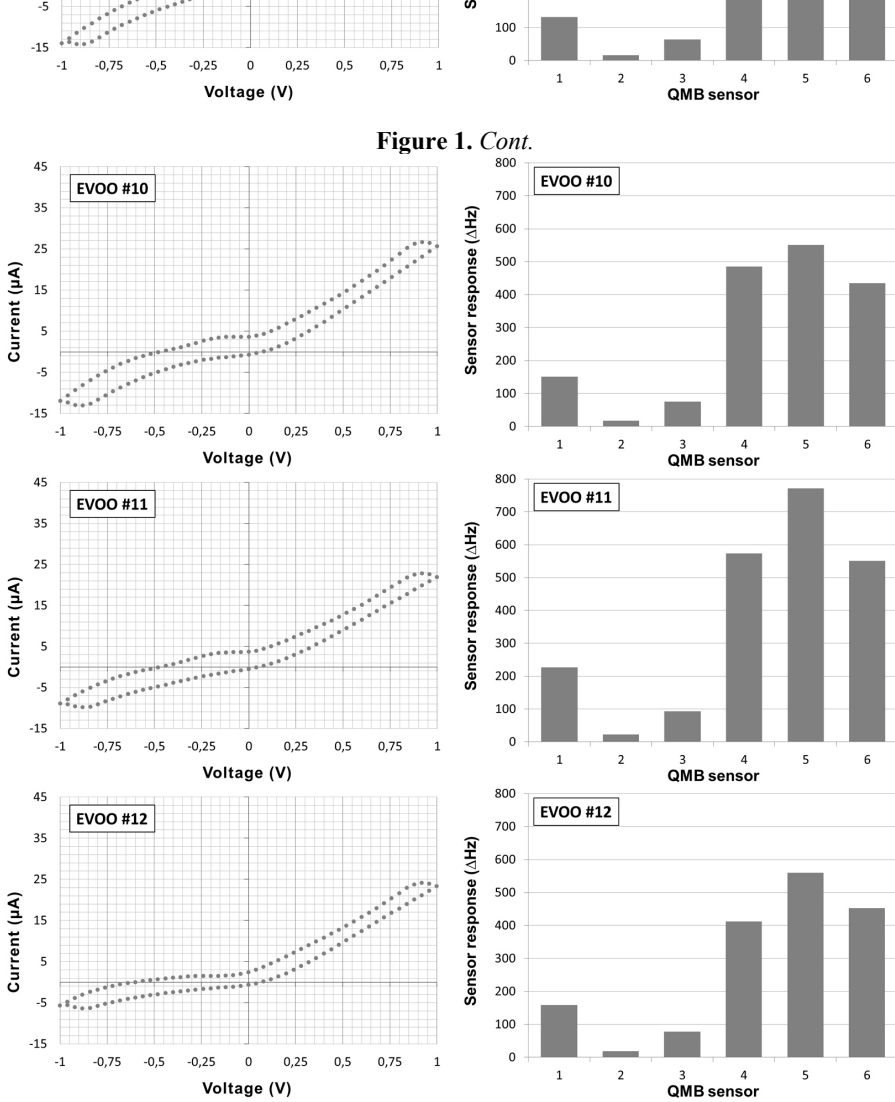 -5
-15
-1 -0,75 -0,5 -0,25 0 0,25 0,5 0,75 1
Voltage (V)
100
0
1 2 3 4 5 6
QMB sensor
Figure 1. Cont.
45
35
25
15
5
-5
-15
Current (µA)
EVOO #10
-1 -0,75 -0,5 -0,25 0 0,25 0,5 0,75 1
Voltage (V)
800
700
600
500
400
300
200
100
0
Sensor response (∆Hz)
EVOO #10
1 2 3 4 5 6
QMB sensor
45
35
25
15
5
-5
-15
Current (µA)
EVOO #11
-1 -0,75 -0,5 -0,25 0 0,25 0,5 0,75 1
Voltage (V)
800
700
600
500
400
300
200
100
0
Sensor response (∆Hz)
EVOO #11
1 2 3 4 5 6
QMB sensor
45
35
25
15
5
-5
-15
Current (µA)
EVOO #12
-1 -0,75 -0,5 -0,25 0 0,25 0,5 0,75 1
Voltage (V)
800
700
600
500
400
300
200
100
0
Sensor response (∆Hz)
EVOO #12
1 2 3 4 5 6
QMB sensor